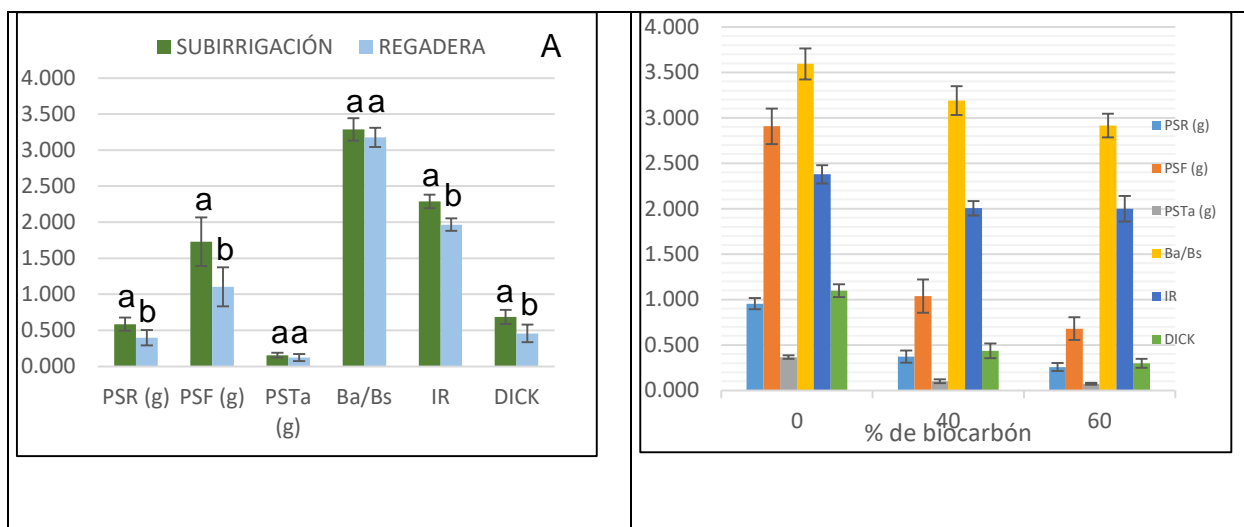 SUBIRRIGACIÓN REGADERA A
4.000
3.500
3.000
2.500
2.000
1.500
1.000
0.500
0.000
a b
a b
a a
a a
a b
a b
PSR (g) PSF (g) PSTa (g) Ba/Bs IR DICK
4.000
3.500
3.000
2.500
2.000
1.500
1.000
0.500
0.000
0 40 60
% de biocarbón
PSR (g)
PSF (g)
PSTa (g)
Ba/Bs
IR
DICK